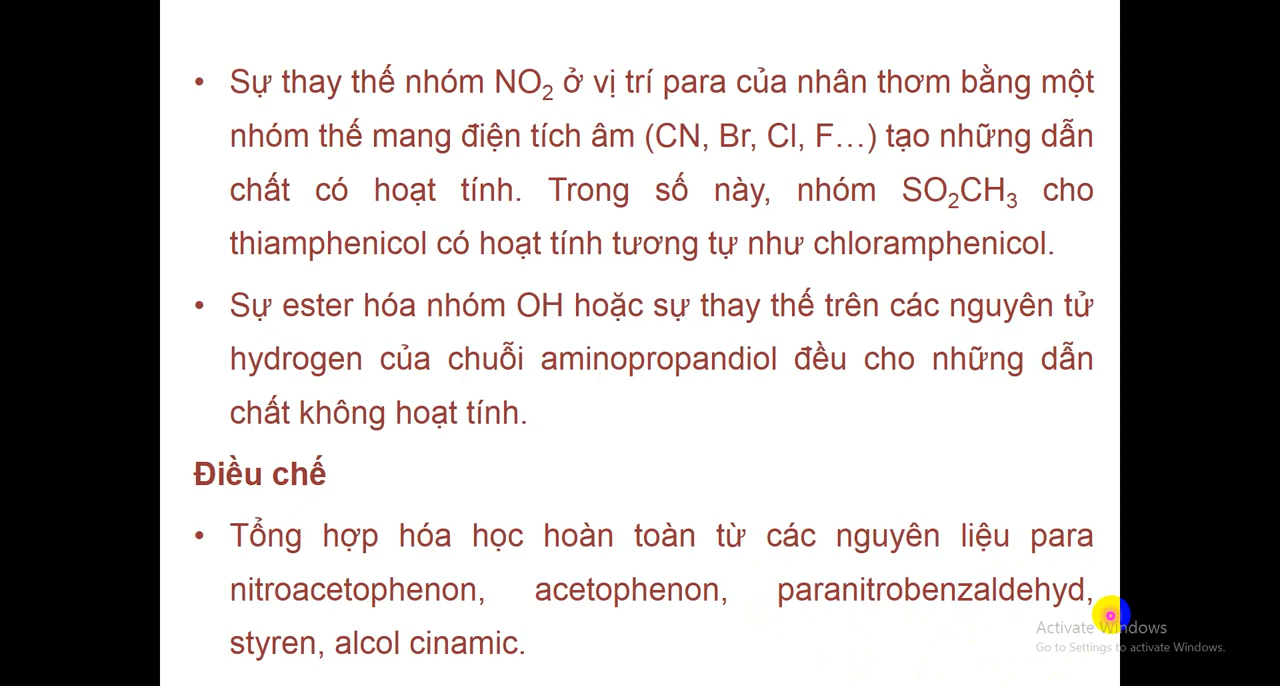 • Sự thay thế nhóm NO₂ ở vị trí para của nhân thơm bằng một
nhóm thế mang điện tích âm (CN, Br, Cl, F…) tạo những dẫn
chất có hoạt tính. Trong số này, nhóm SO₂CH₃ cho
thiamphenicol có hoạt tính tương tự như chloramphenicol.
• Sự ester hóa nhóm OH hoặc sự thay thế trên các nguyên tử
hydrogen của chuỗi aminopropandiol đều cho những dẫn
chất không hoạt tính.
Điều chế
• Tổng hợp hóa học hoàn toàn từ các nguyên liệu para
nitroacetophenon, acetophenon, paranitrobenzaldehyd,
styren, alcol cinamic.
Activate Windows
Go to Settings to activate Windows.